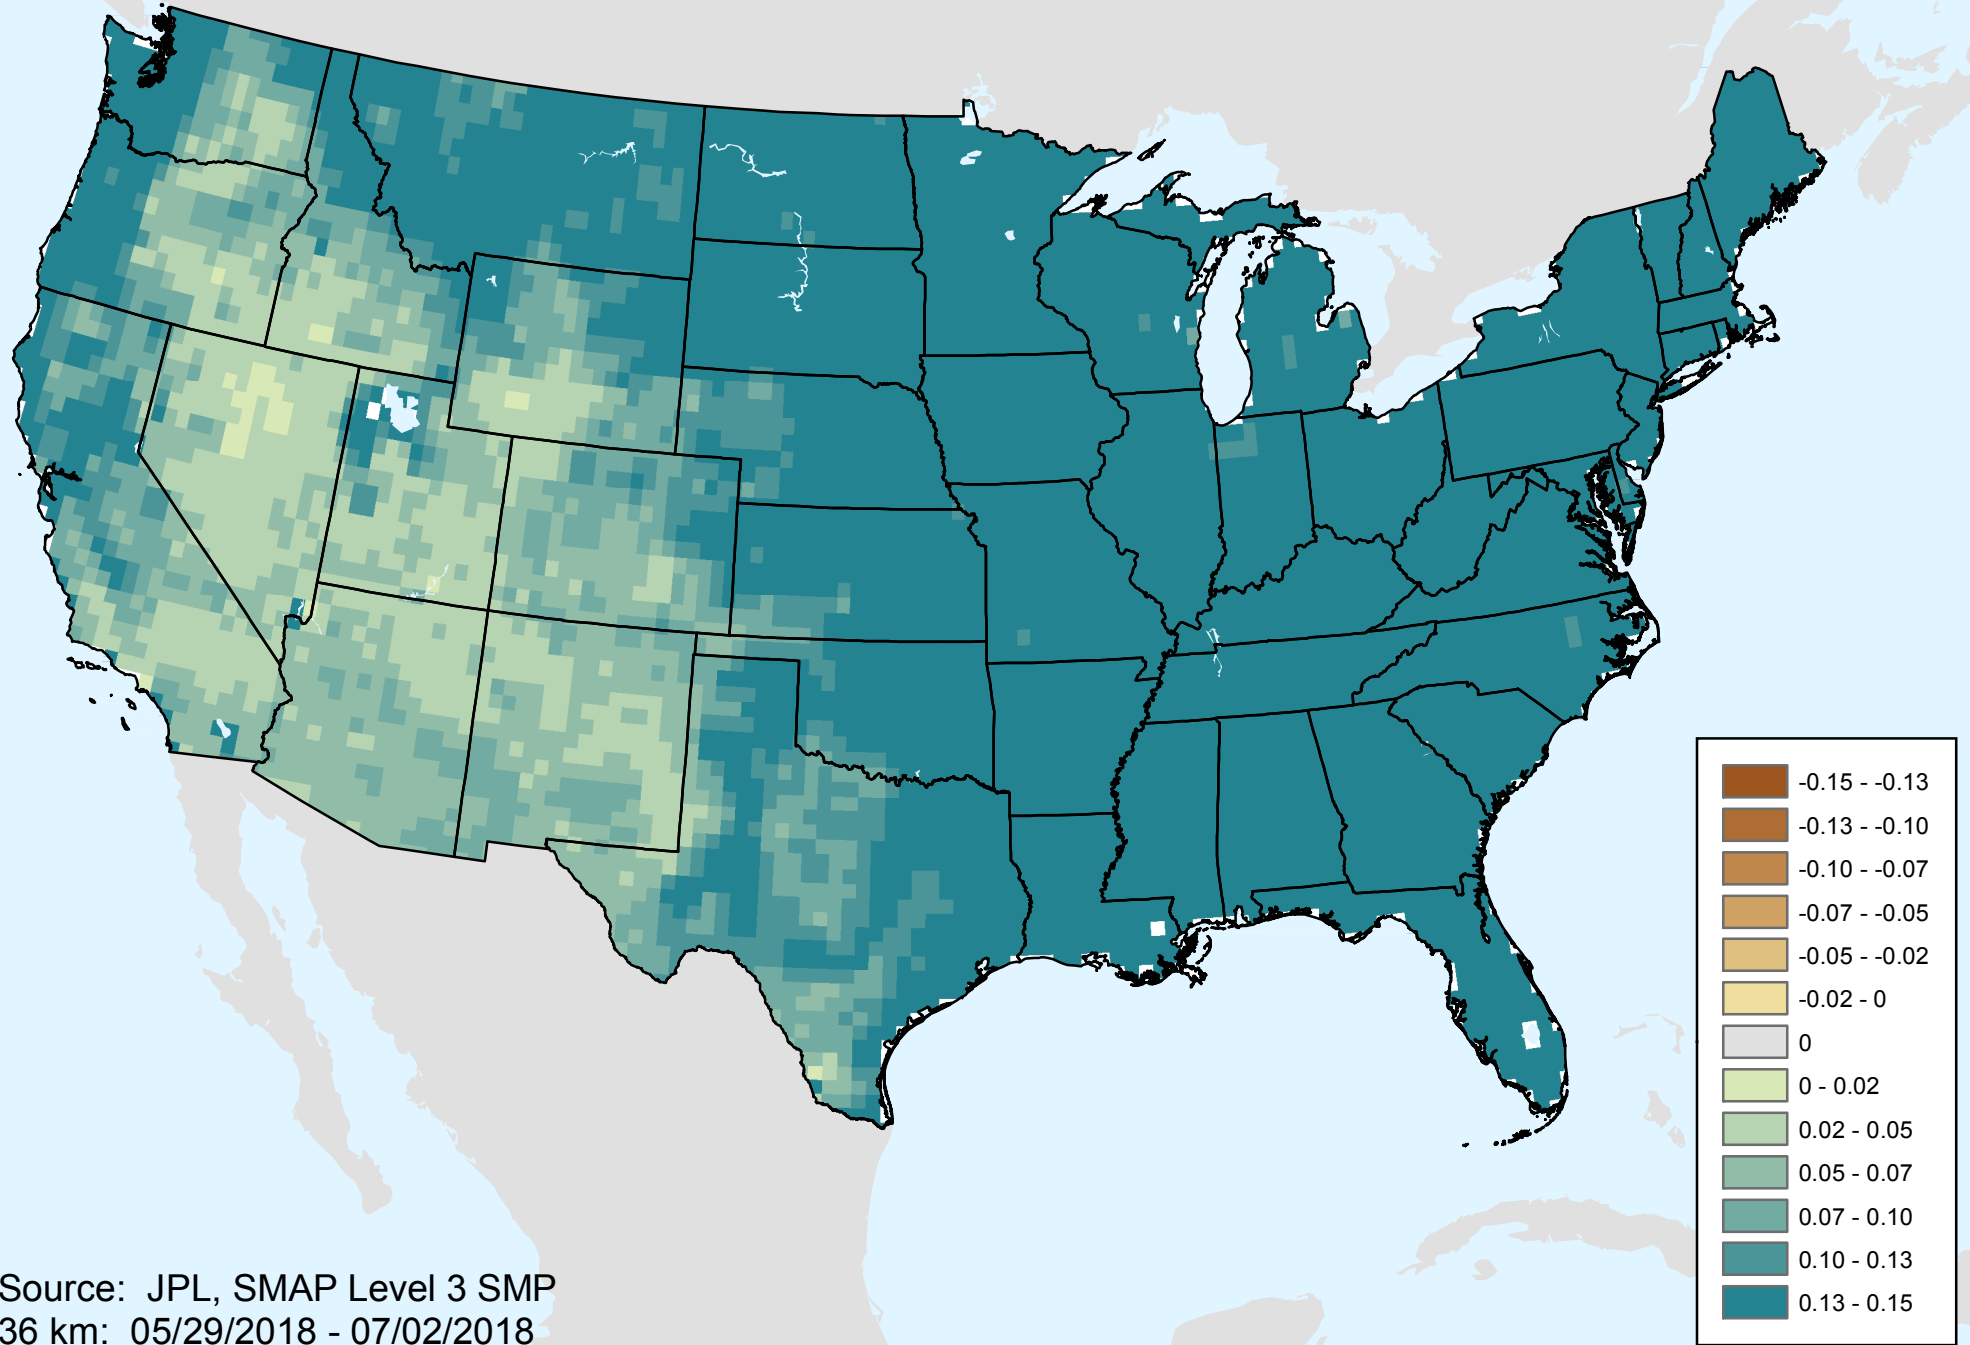 -0.15 - -0.13
-0.13 - -0.10
-0.10 - -0.07
-0.07 - -0.05
-0.05 - -0.02
-0.02 - 0
0
0 - 0.02
0.02 - 0.05
0.05 - 0.07
0.07 - 0.10
0.10 - 0.13
0.13 - 0.15
Source: JPL, SMAP Level 3 SMP
36 km: 05/29/2018 - 07/02/2018